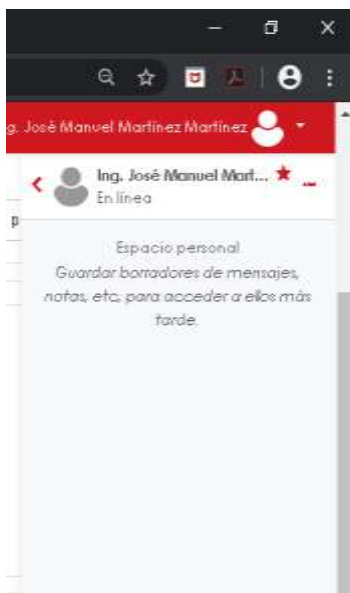 g. José Manuel Martínez Martínez
Ing. José Manuel Mart...
En línea
p
Espacio personal
Guardar borradores de mensajes,
notas, etc, para acceder a ellos más
tarde.